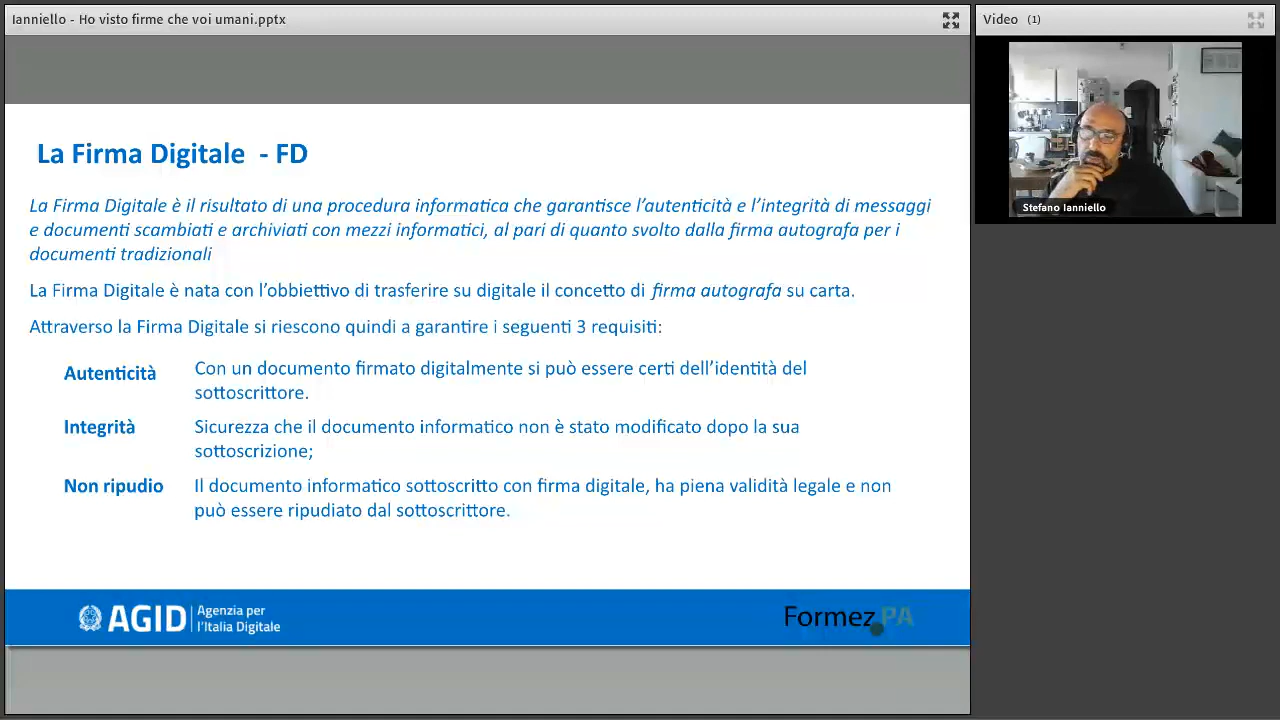 Ianniello - Ho visto firme che voi umani.pptx
Video (1)
Stefano Ianniello
La Firma Digitale - FD
La Firma Digitale è il risultato di una procedura informatica che garantisce l'autenticità e l'integrità di messaggi
e documenti scambiati e archiviati con mezzi informatici, al pari di quanto svolto dalla firma autografa per i
documenti tradizionali
La Firma Digitale è nata con l'obbiettivo di trasferire su digitale il concetto di firma autografa su carta.
Attraverso la Firma Digitale si riescono quindi a garantire i seguenti 3 requisiti:
Autenticità
Con un documento firmato digitalmente si può essere certi dell'identità del
sottoscrittore.
Integrità
Sicurezza che il documento informatico non è stato modificato dopo la sua
sottoscrizione;
Non ripudio
Il documento informatico sottoscritto con firma digitale, ha piena validità legale e non
può essere ripudiato dal sottoscrittore.
AGID
Agenzia per
l'Italia Digitale
Formez PA